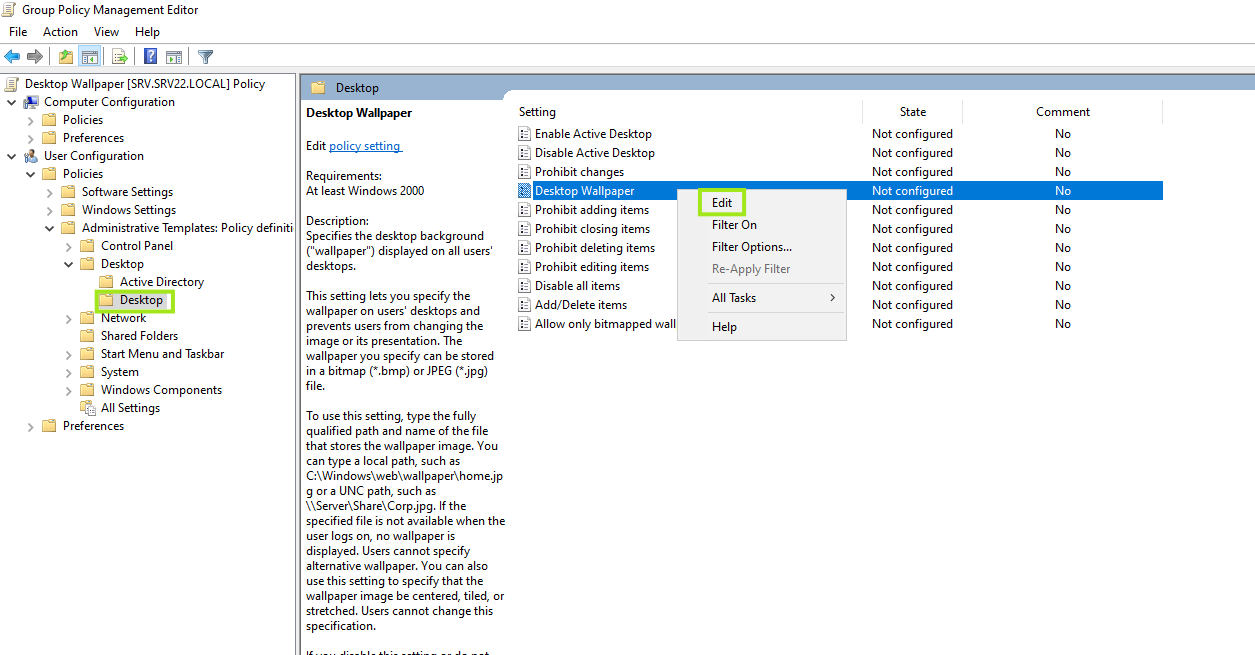 Group Policy Management Editor
File Action View Help
Desktop Wallpaper [SRV.SRV22.LOCAL] Policy
Computer Configuration
Policies
Preferences
User Configuration
Policies
Software Settings
Windows Settings
Administrative Templates: Policy definiti
Control Panel
Desktop
Active Directory
Desktop
Network
Shared Folders
Start Menu and Taskbar
System
Windows Components
All Settings
Preferences
Desktop
Desktop Wallpaper
Edit policy setting
Requirements:
At least Windows 2000
Description:
Specifies the desktop background
("wallpaper") displayed on all users'
desktops.
This setting lets you specify the
wallpaper on users' desktops and
prevents users from changing the
image or its presentation. The
wallpaper you specify can be stored
in a bitmap (*.bmp) or JPEG (*.jpg)
file.
To use this setting, type the fully
qualified path and name of the file
that stores the wallpaper image. You
can type a local path, such as
C:\Windows\web\wallpaper\home.jp
g or a UNC path, such as
\\Server\Share\Corp.jpg. If the
specified file is not available when the
user logs on, no wallpaper is
displayed. Users cannot specify
alternative wallpaper. You can also
use this setting to specify that the
wallpaper image be centered, tiled, or
stretched. Users cannot change this
specification.
If you disable this setting or do not
Setting State Comment
Enable Active Desktop Not configured No
Disable Active Desktop Not configured No
Prohibit changes Not configured No
Desktop Wallpaper Not configured No
Prohibit adding items Not configured No
Prohibit closing items Not configured No
Prohibit deleting items Not configured No
Prohibit editing items Not configured No
Disable all items Not configured No
Add/Delete items Not configured No
Allow only bitmapped wall Not configured No
Edit
Filter On
Filter Options...
Re-Apply Filter
All Tasks
Help